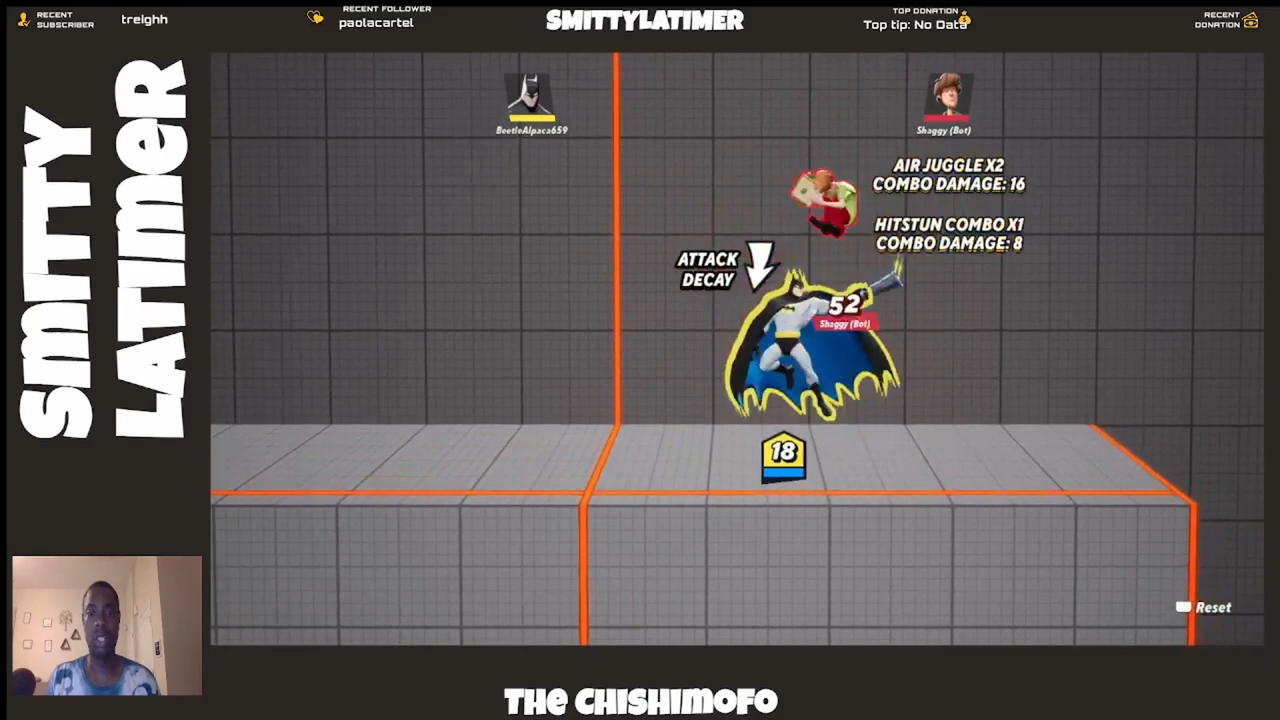 RECENT
SUBSCRIBER
treighh
RECENT FOLLOWER
paolacartel
SMITTYLATIMER
TOP DONATION
Top tip: No Data
RECENT
DONATION
SMITTY
LATIMER
BeetleAlpaca659
Shaggy (Bot)
AIR JUGGLE X2
COMBO DAMAGE: 16
HITSTUN COMBO X1
COMBO DAMAGE: 8
ATTACK
DECAY
52
Shaggy (Bot)
18
Reset
THE CHISHIMOFO